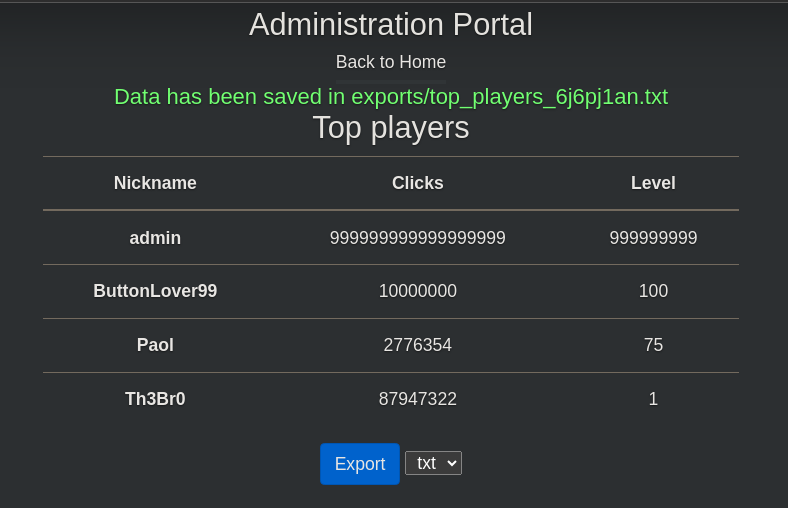 Administration Portal
Back to Home
Data has been saved in exports/top_players_6j6pj1an.txt
Top players
Nickname Clicks Level
admin 999999999999999999 999999999
ButtonLover99 10000000 100
Paol 2776354 75
Th3Br0 87947322 1
Export txt